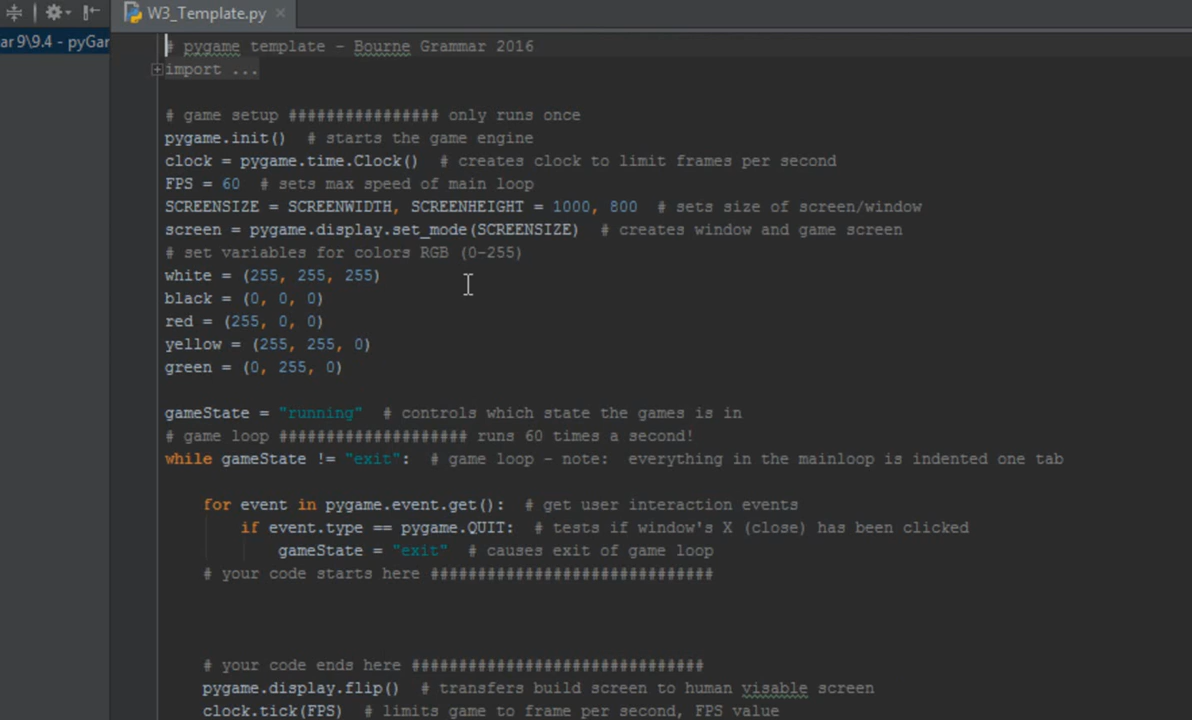 W3_Template.py
ar 9\9.4 - pyGar
# pygame template - Bourne Grammar 2016
import ...
# game setup ################ only runs once
pygame.init()  # starts the game engine
clock = pygame.time.Clock()  # creates clock to limit frames per second
FPS = 60  # sets max speed of main loop
SCREENSIZE = SCREENWIDTH, SCREENHEIGHT = 1000, 800  # sets size of screen/window
screen = pygame.display.set_mode(SCREENSIZE)  # creates window and game screen
# set variables for colors RGB (0-255)
white = (255, 255, 255)
black = (0, 0, 0)
red = (255, 0, 0)
yellow = (255, 255, 0)
green = (0, 255, 0)
gameState = "running"  # controls which state the games is in
# game loop #################### runs 60 times a second!
while gameState != "exit":  # game loop - note:  everything in the mainloop is indented one tab
for event in pygame.event.get():  # get user interaction events
if event.type == pygame.QUIT:  # tests if window's X (close) has been clicked
gameState = "exit"  # causes exit of game loop
# your code starts here ##############################
# your code ends here ###############################
pygame.display.flip()  # transfers build screen to human visable screen
clock.tick(FPS)  # limits game to frame per second, FPS value